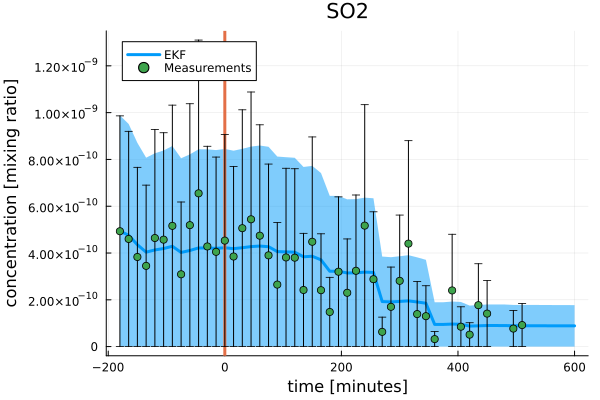 SO2
EKF
Measurements
concentration [mixing ratio]
1.20×10⁻⁹
1.00×10⁻⁹
8.00×10⁻¹⁰
6.00×10⁻¹⁰
4.00×10⁻¹⁰
2.00×10⁻¹⁰
0
−200 0 200 400 600
time [minutes]